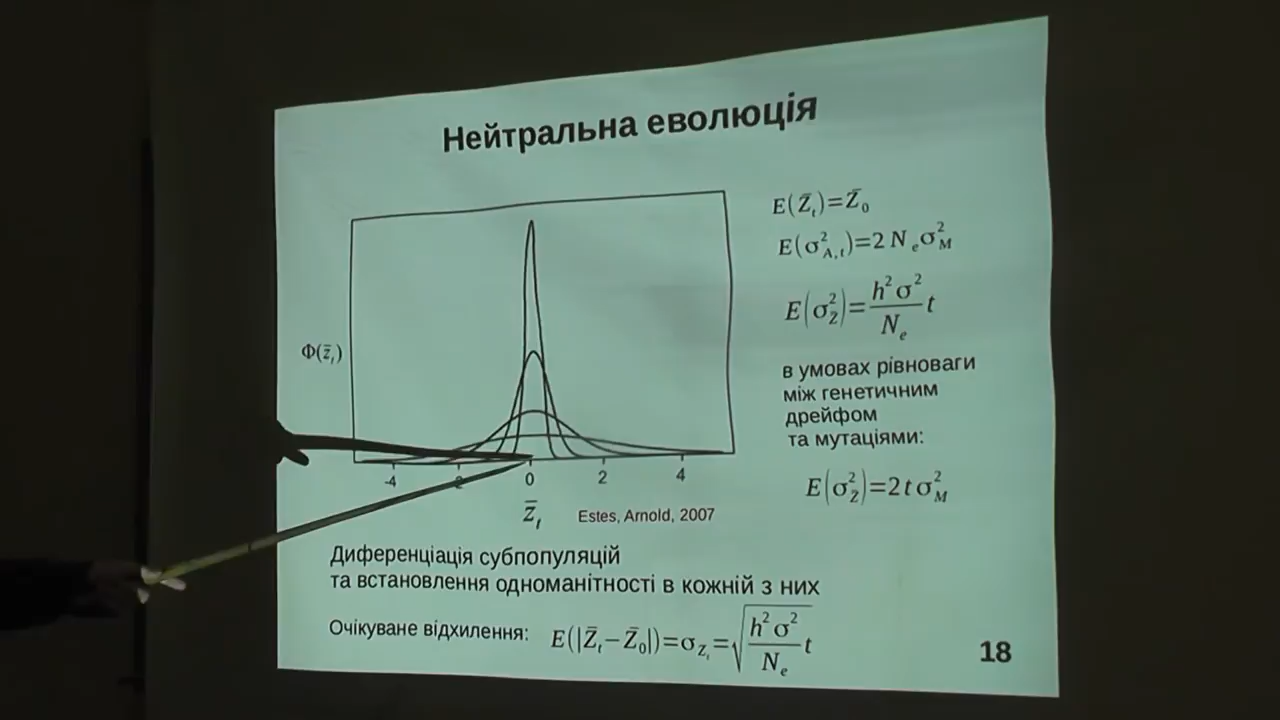 Нейтральна еволюція
E(Z̄ₜ)=Z̄₀
E(σ²_A,t)=2 Nₑσ²_M
E(σ²_Z̄)=h²σ²/Nₑ t
Φ(z̄ₜ)
в умовах рівноваги
між генетичним
дрейфом
та мутаціями:
-4 -2 0 2 4
E(σ²_Z̄)=2tσ²_M
z̄ₜ
Estes, Arnold, 2007
Диференціація субпопуляцій
та встановлення одноманітності в кожній з них
Очікуване відхилення: E(|Z̄ₜ−Z̄₀|)=σ_Z̄ₜ=√(h²σ²/Nₑ t)
18